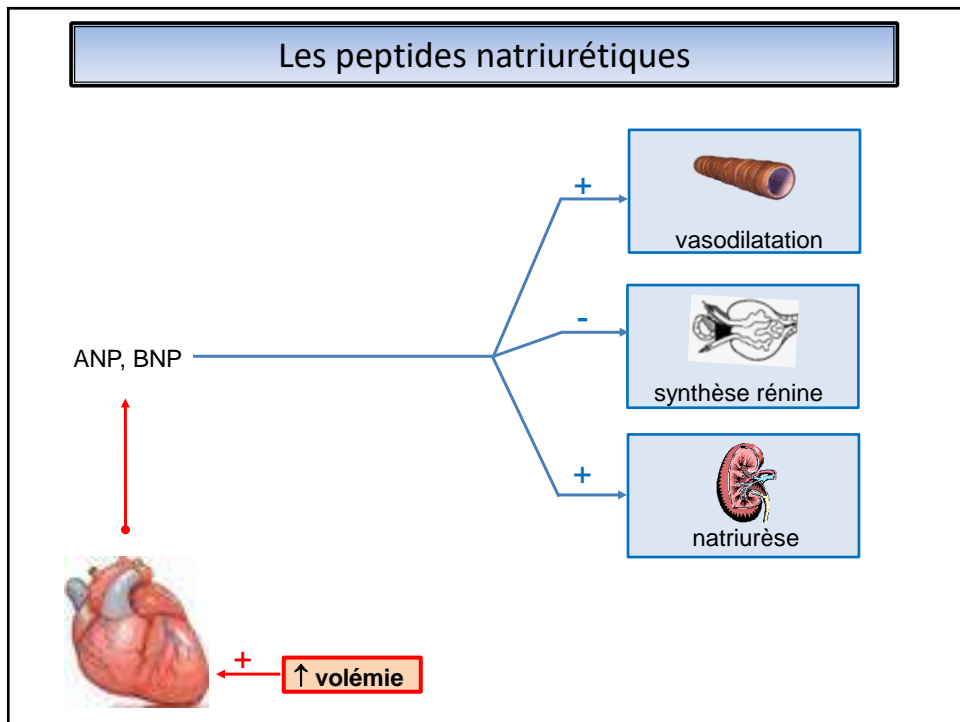 Les peptides natriurétiques
+
vasodilatation
-
ANP, BNP
synthèse rénine
+
natriurèse
+
↑ volémie